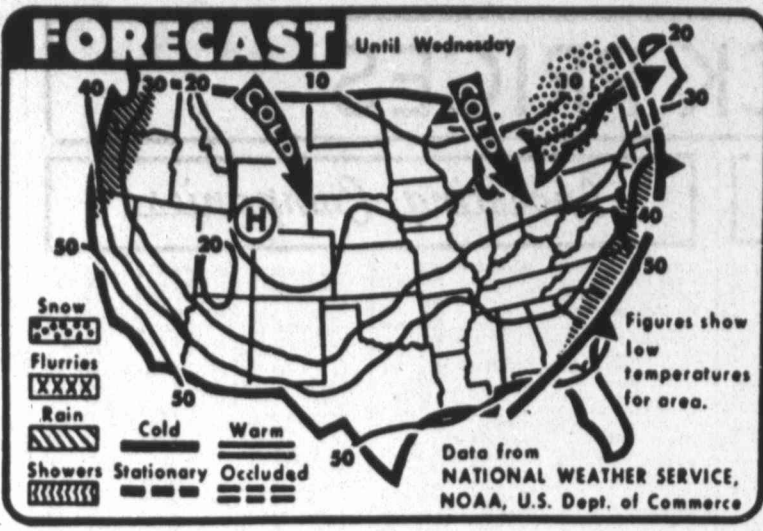 FORECAST
Until Wednesday
40 30 20 10 20
10
30
COLD
COLD
H
20
40
50
50
Snow
Flurries
Rain
Showers
50
Cold Warm
Stationary Occluded
50
Figures show
low
temperatures
for area.
Data from
NATIONAL WEATHER SERVICE,
NOAA, U.S. Dept. of Commerce